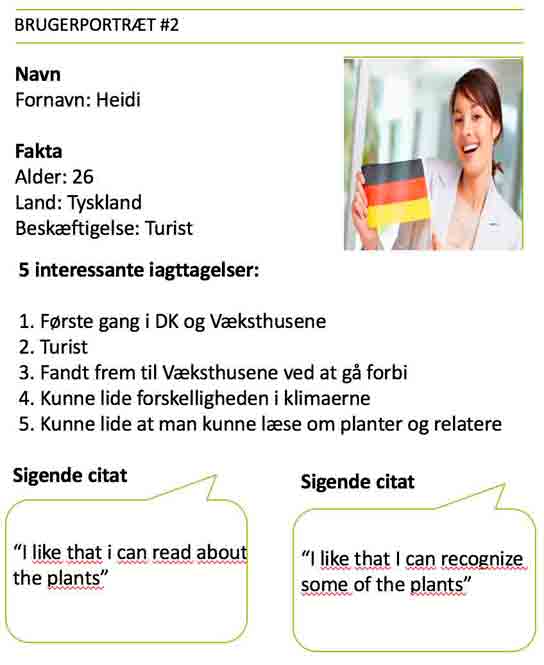 BRUGERPORTRÆT #2
Navn
Fornavn: Heidi
Fakta
Alder: 26
Land: Tyskland
Beskæftigelse: Turist
5 interessante iagttagelser:
1. Første gang i DK og Væksthusene
2. Turist
3. Fandt frem til Væksthusene ved at gå forbi
4. Kunne lide forskelligheden i klimaerne
5. Kunne lide at man kunne læse om planter og relatere
Sigende citat
“I like that i can read about
the plants”
Sigende citat
“I like that I can recognize
some of the plants”